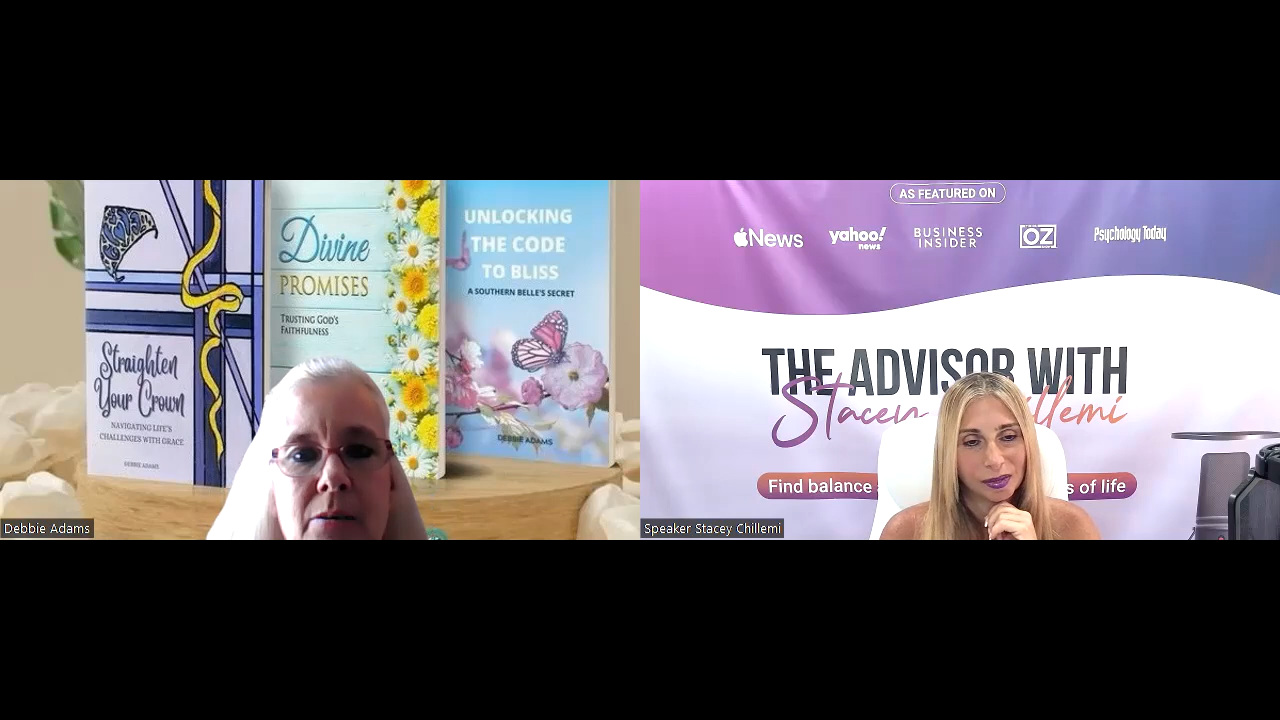 Straighten
Your Crown
NAVIGATING LIFE'S
CHALLENGES WITH GRACE
DEBBIE ADAMS
Divine
PROMISES
TRUSTING GOD'S
FAITHFULNESS
UNLOCKING
THE CODE
TO BLISS
A SOUTHERN BELLE'S SECRET
DEBBIE ADAMS
Debbie Adams
AS FEATURED ON
News
yahoo!
news
BUSINESS
INSIDER
OZ
Psychology Today
THE ADVISOR WITH
Stacey Chillemi
Find balance
s of life
Speaker Stacey Chillemi